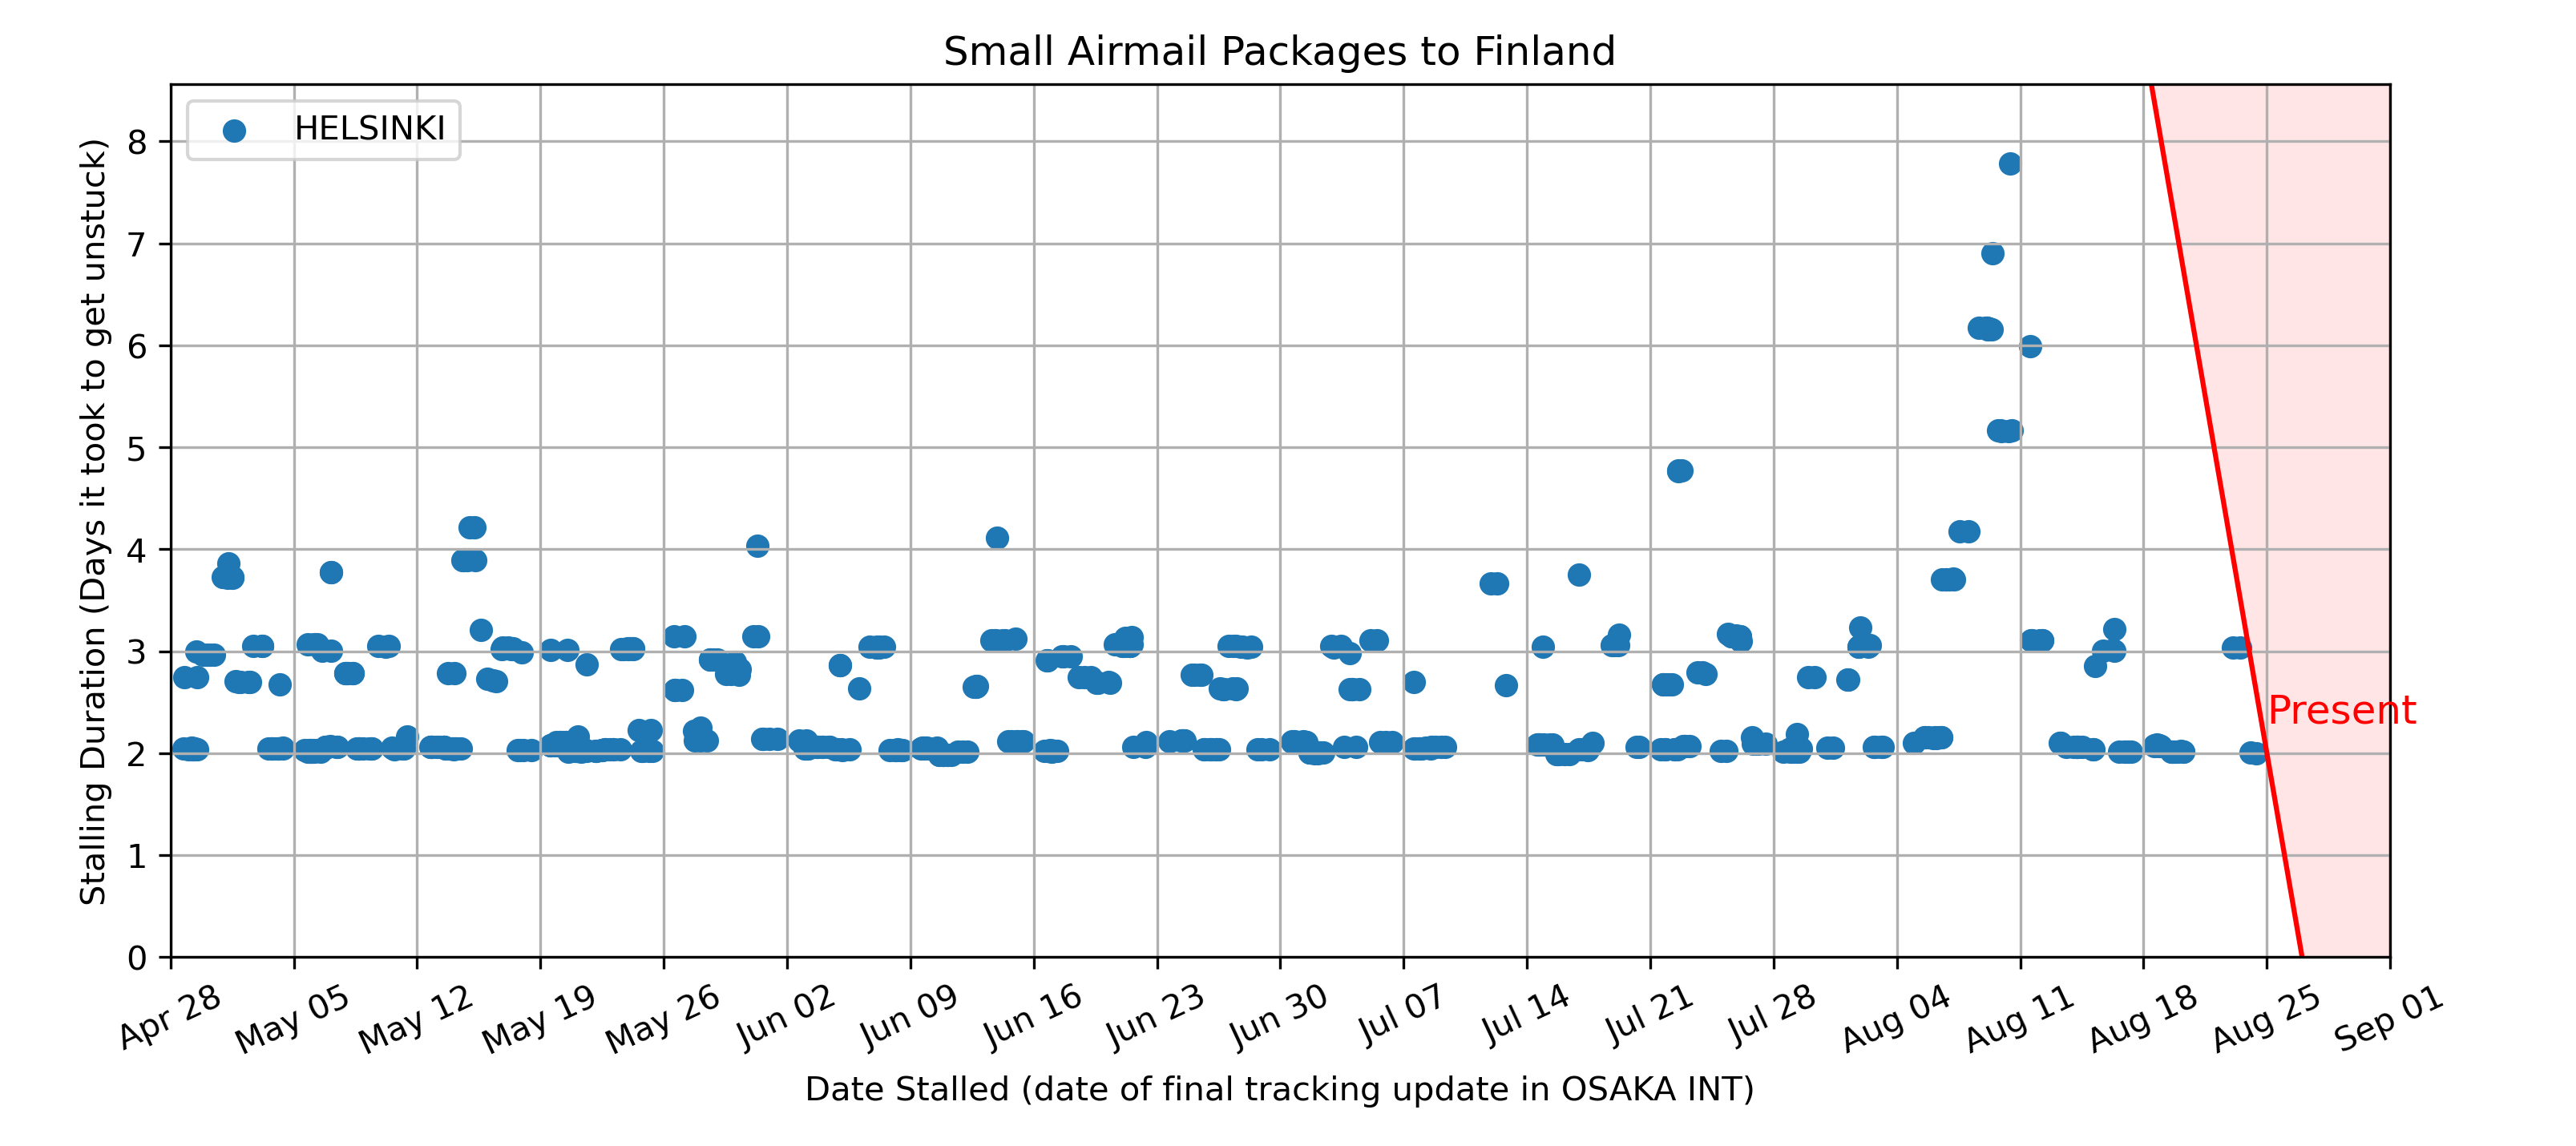 Small Airmail Packages to Finland
HELSINKI
Stalling Duration (Days it took to get unstuck)
8
7
6
5
4
3
2
1
0
Present
Apr 28
May 05
May 12
May 19
May 26
Jun 02
Jun 09
Jun 16
Jun 23
Jun 30
Jul 07
Jul 14
Jul 21
Jul 28
Aug 04
Aug 11
Aug 18
Aug 25
Sep 01
Date Stalled (date of final tracking update in OSAKA INT)